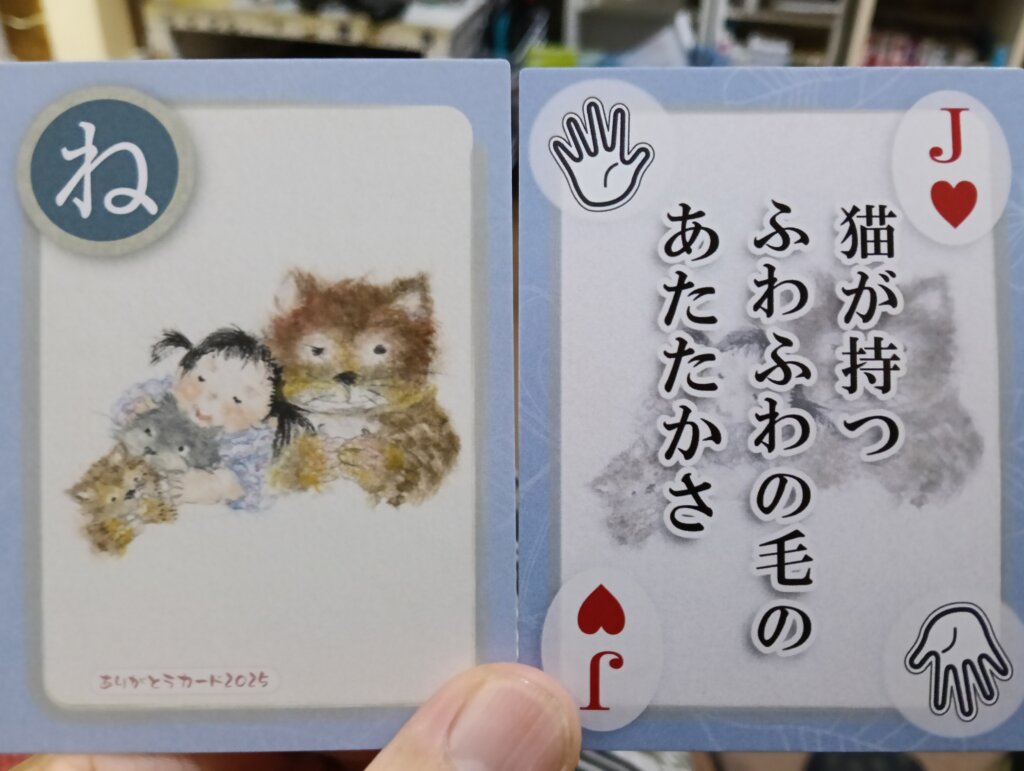 ね
ありがとうカード2025
J
猫が持つ
ふわふわの毛の
あたたかさ
J